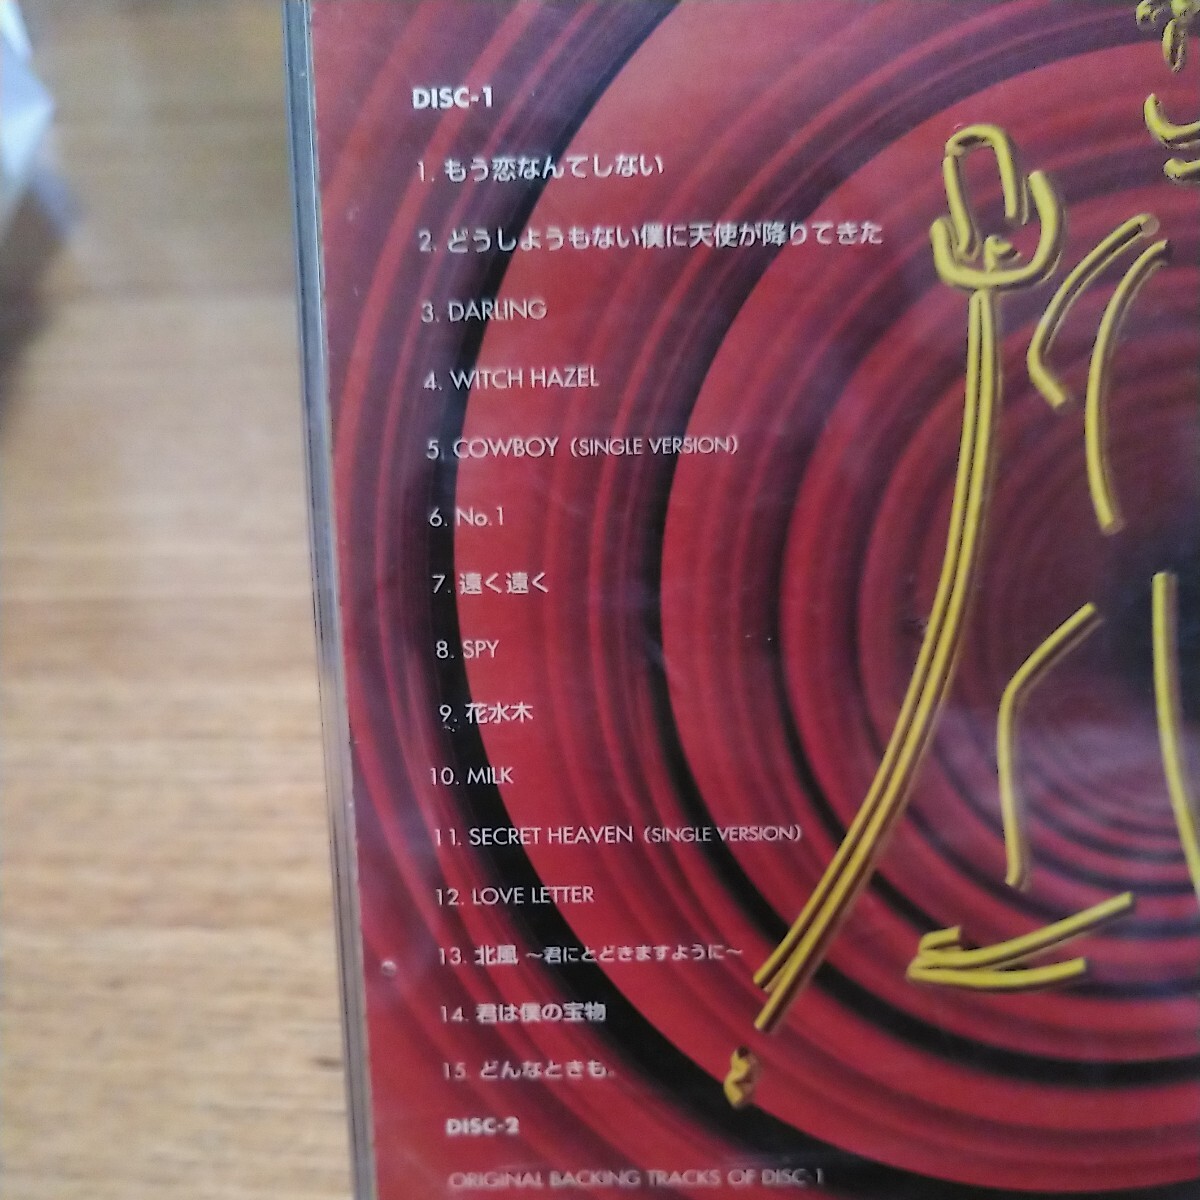 DISC-1
1. もう恋なんてしない
2. どうしようもない僕に天使が降りてきた
3. DARLING
4. WITCH HAZEL
5. COWBOY (SINGLE VERSION)
6. No.1
7. 遠く遠く
8. SPY
9. 花水木
10. MILK
11. SECRET HEAVEN (SINGLE VERSION)
12. LOVE LETTER
13. 北風 〜君にとどきますように〜
14. 君は僕の宝物
15. どんなときも。
DISC-2
ORIGINAL BACKING TRACKS OF DISC 1